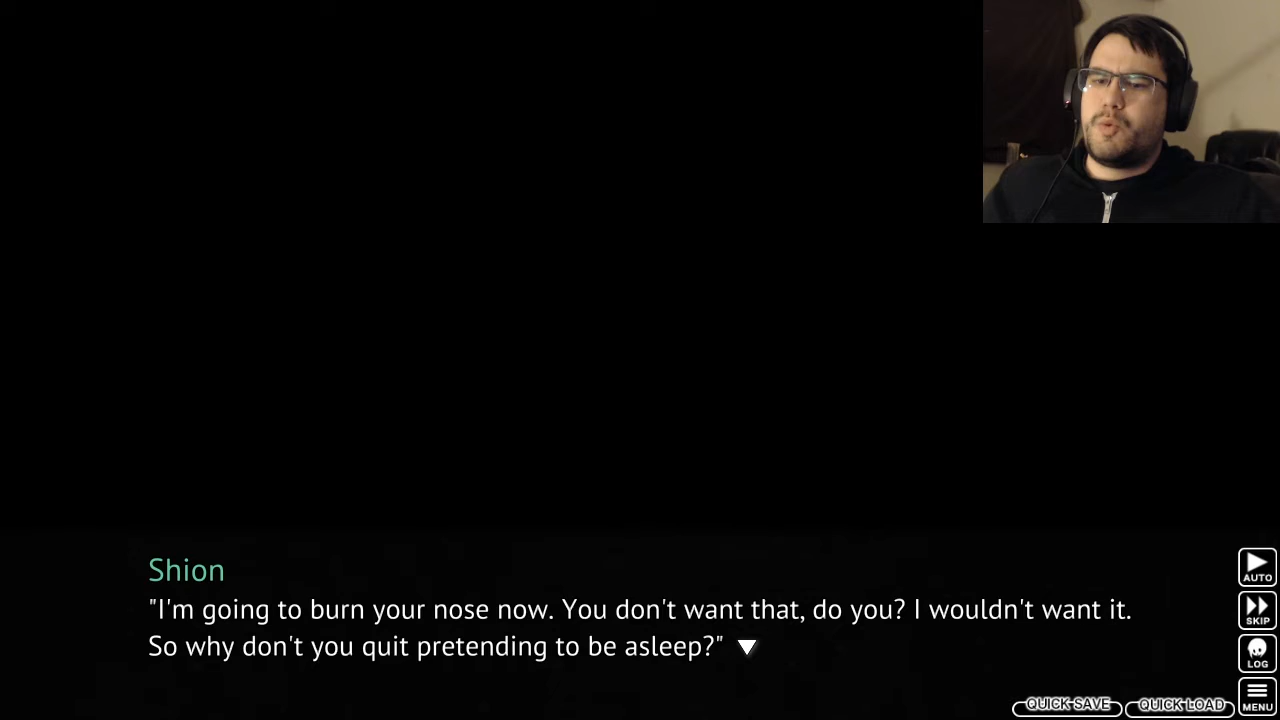 Shion
"I'm going to burn your nose now. You don't want that, do you? I wouldn't want it.
So why don't you quit pretending to be asleep?"
AUTO
SKIP
LOG
MENU
QUICK SAVE
QUICK LOAD